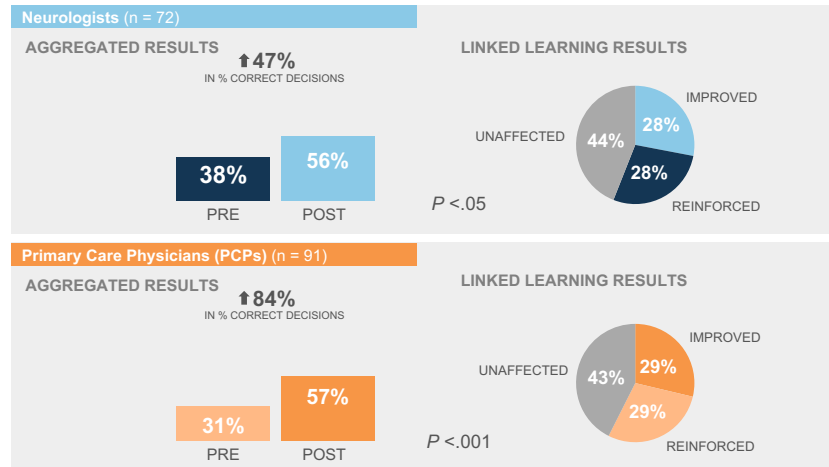 Neurologists (n = 72)
AGGREGATED RESULTS
47%
IN % CORRECT DECISIONS
38%
56%
PRE
POST
P <.05
LINKED LEARNING RESULTS
IMPROVED
UNAFFECTED
28%
44%
28%
REINFORCED
Primary Care Physicians (PCPs) (n = 91)
AGGREGATED RESULTS
84%
IN % CORRECT DECISIONS
31%
57%
PRE
POST
P <.001
LINKED LEARNING RESULTS
IMPROVED
UNAFFECTED
29%
43%
29%
REINFORCED